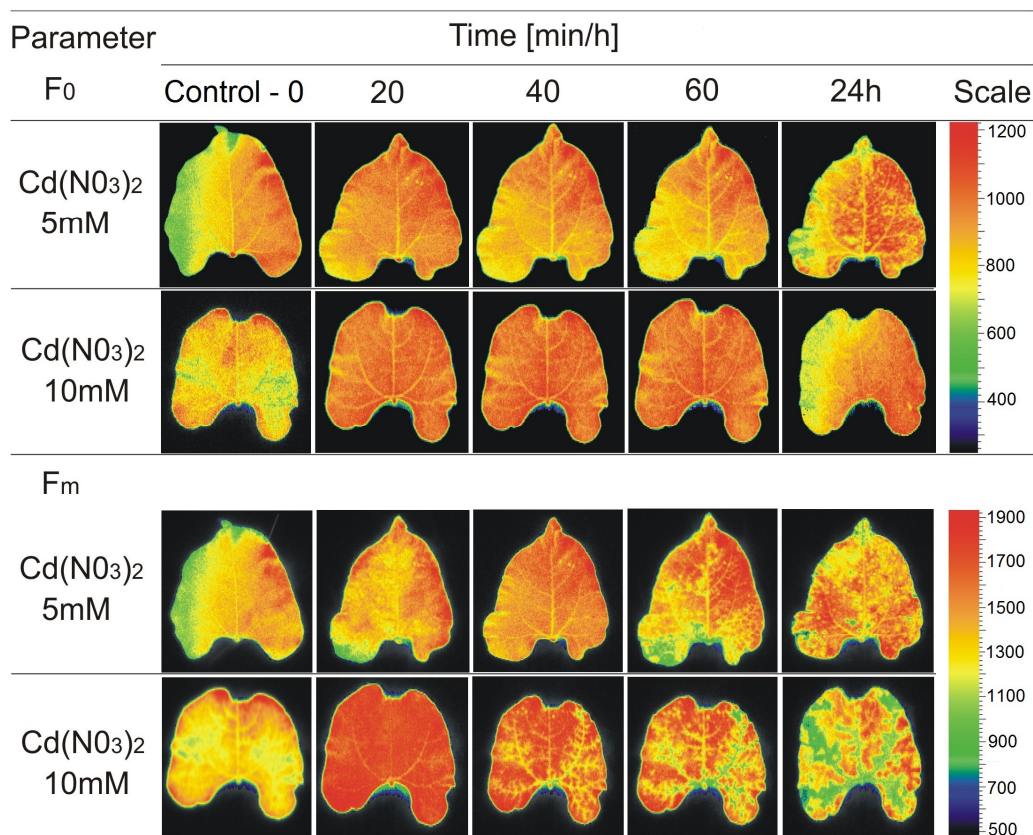 Parameter Time [min/h]
F0 Control - 0 20 40 60 24h Scale
Cd(N03)2
5mM
1200
1000
800
Cd(N03)2
10mM
600
400
Fm
Cd(N03)2
5mM
1900
1700
1500
1300
1100
Cd(N03)2
10mM
900
700
500